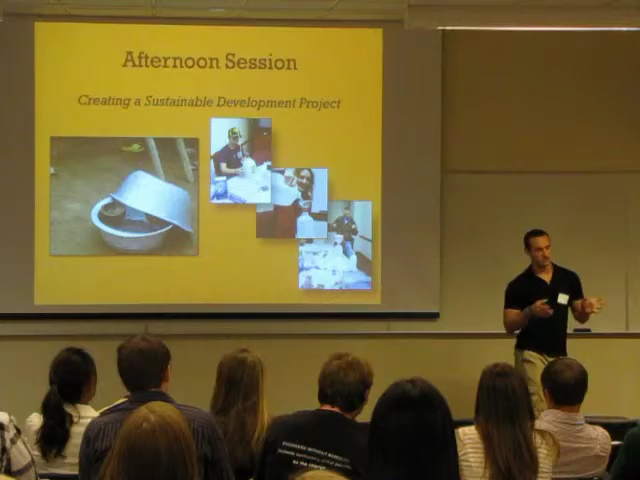 Afternoon Session
Creating a Sustainable Development Project